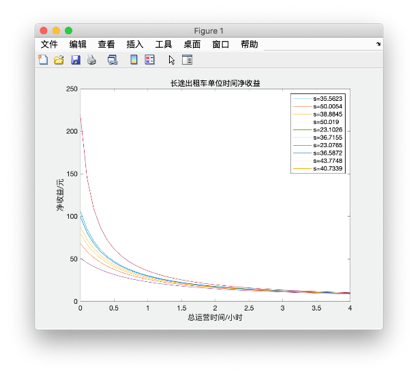 Figure 1
文件 编辑 查看 插入 工具 桌面 窗口 帮助
长途出租车单位时间净收益
净收益/元
250
200
150
100
50
0
s=35.5623
s=50.0054
s=38.8845
s=50.019
s=23.1026
s=36.7155
s=23.0765
s=36.5872
s=43.7748
s=40.7339
0 0.5 1 1.5 2 2.5 3 3.5 4
总运营时间/小时